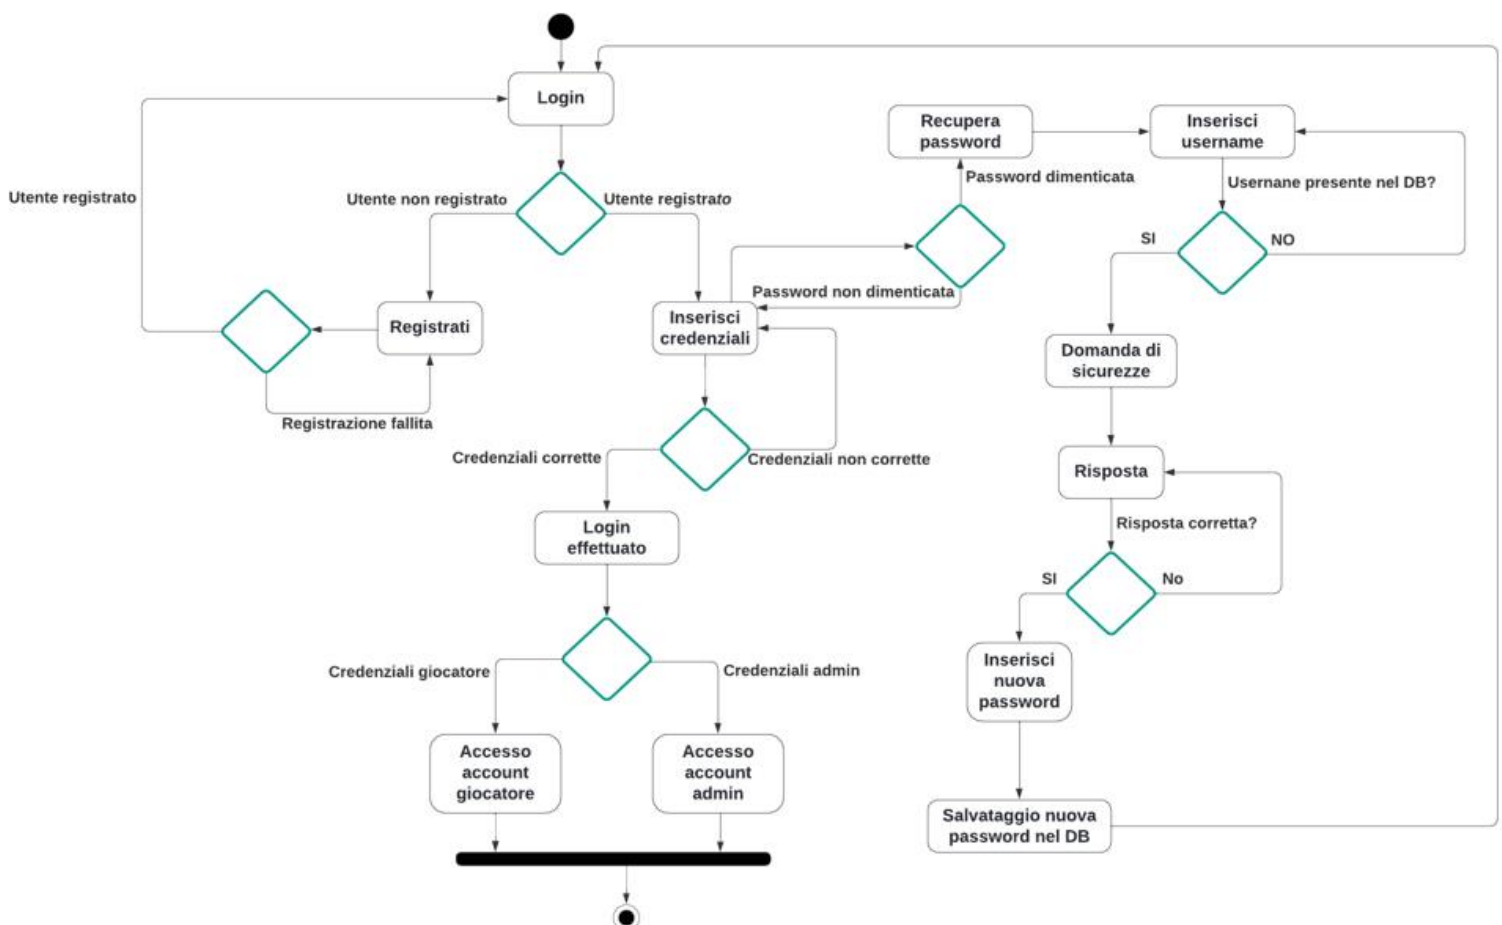 Login
Recupera
password
Inserisci
username
Password dimenticata
Usernane presente nel DB?
Utente registrato
Utente non registrato
Utente registrato
SI
NO
Password non dimenticata
Registrati
Inserisci
credenziali
Domanda di
sicurezze
Registrazione fallita
Credenziali corrette
Credenziali non corrette
Risposta
Login
effettuato
Risposta corretta?
SI
No
Credenziali giocatore
Credenziali admin
Inserisci
nuova
password
Accesso
account
giocatore
Accesso
account
admin
Salvataggio nuova
password nel DB